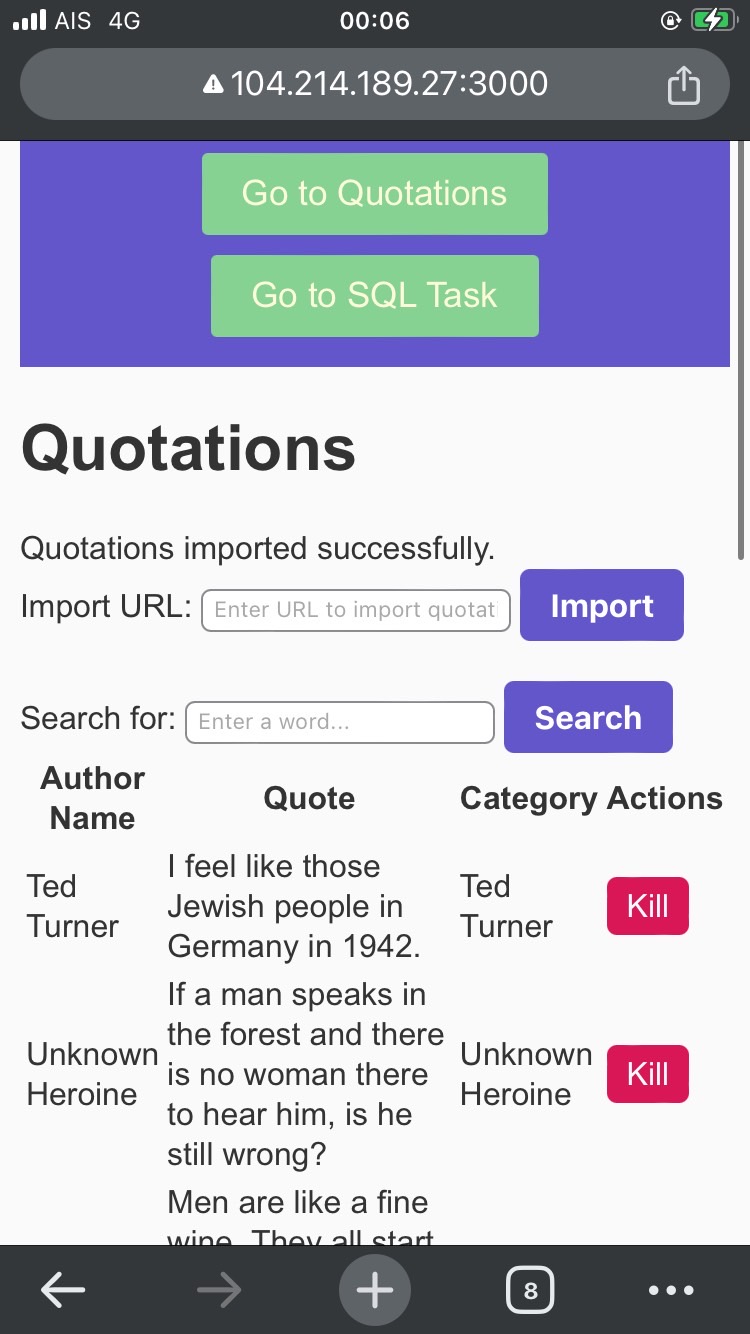 AIS 4G 00:06
104.214.189.27:3000
Go to Quotations
Go to SQL Task
Quotations
Quotations imported successfully.
Import URL: Enter URL to import quotat Import
Search for: Enter a word... Search
Author Name Quote Category Actions
Ted Turner
I feel like those
Jewish people in
Germany in 1942.
Ted Turner
Kill
Unknown Heroine
If a man speaks in
the forest and there
is no woman there
to hear him, is he
still wrong?
Unknown Heroine
Kill
Men are like a fine
wine. They all start
8